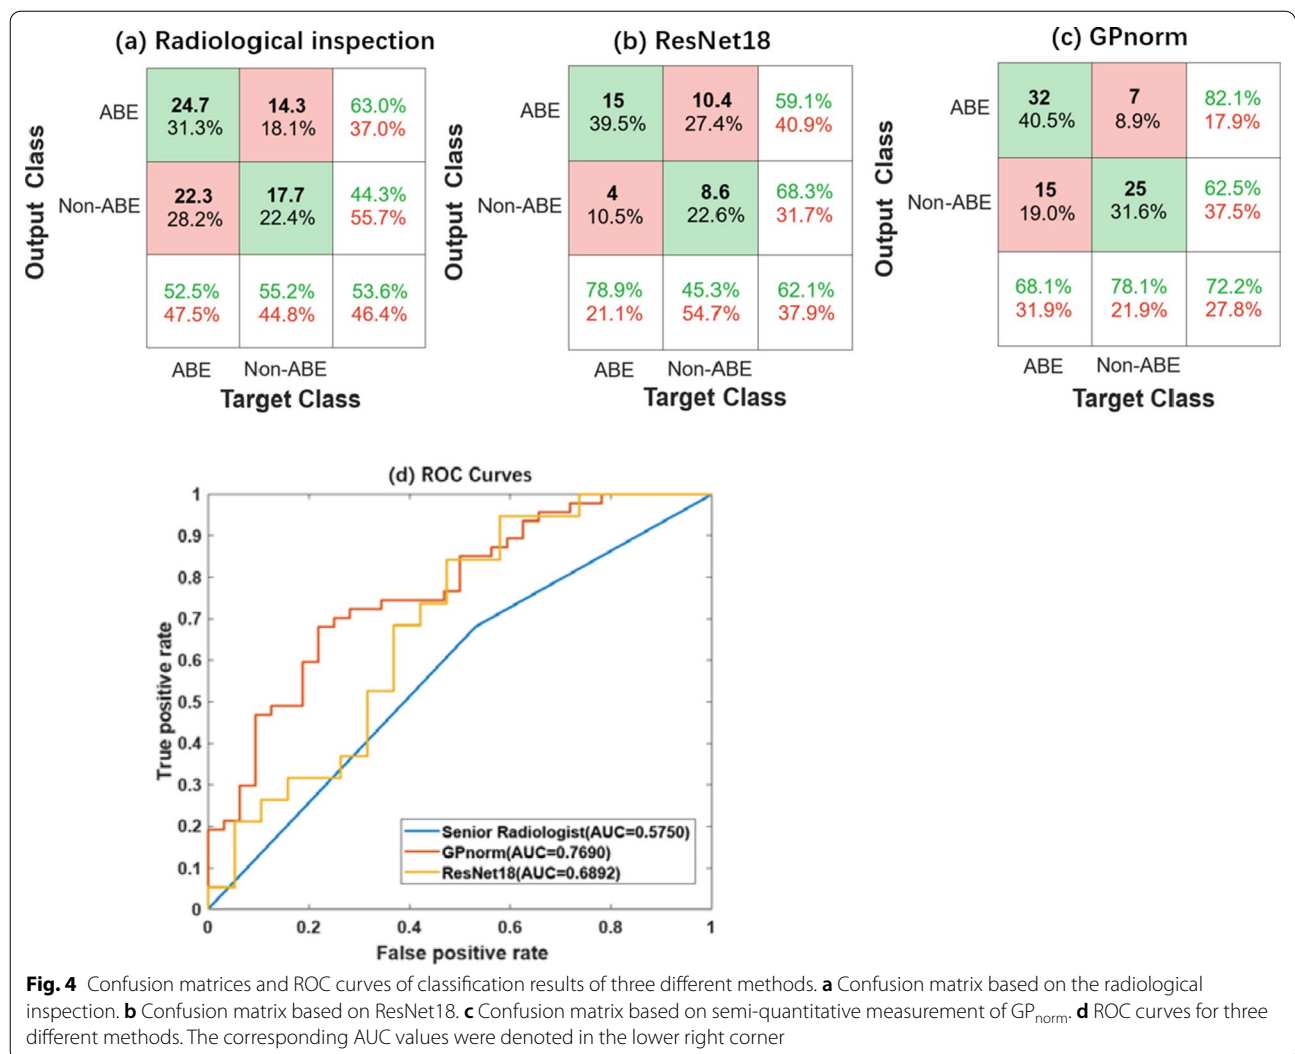 (a) Radiological inspection
ABE
24.7
31.3%
14.3
18.1%
63.0%
37.0%
Non-ABE
22.3
28.2%
17.7
22.4%
44.3%
55.7%
52.5%
47.5%
55.2%
44.8%
53.6%
46.4%
ABE
Non-ABE
Target Class
Output Class
(b) ResNet18
ABE
15
39.5%
10.4
27.4%
59.1%
40.9%
Non-ABE
4
10.5%
8.6
22.6%
68.3%
31.7%
78.9%
21.1%
45.3%
54.7%
62.1%
37.9%
ABE
Non-ABE
Target Class
Output Class
(c) GPnorm
ABE
32
40.5%
7
8.9%
82.1%
17.9%
Non-ABE
15
19.0%
25
31.6%
62.5%
37.5%
68.1%
31.9%
78.1%
21.9%
72.2%
27.8%
ABE
Non-ABE
Target Class
Output Class
(d) ROC Curves
1
0.9
0.8
0.7
0.6
0.5
0.4
0.3
0.2
0.1
0
True positive rate
Senior Radiologist(AUC=0.5750)
GPnorm(AUC=0.7690)
ResNet18(AUC=0.6892)
0 0.2 0.4 0.6 0.8 1
False positive rate
Fig. 4 Confusion matrices and ROC curves of classification results of three different methods. a Confusion matrix based on the radiological
inspection. b Confusion matrix based on ResNet18. c Confusion matrix based on semi-quantitative measurement of GPnorm. d ROC curves for three
different methods. The corresponding AUC values were denoted in the lower right corner